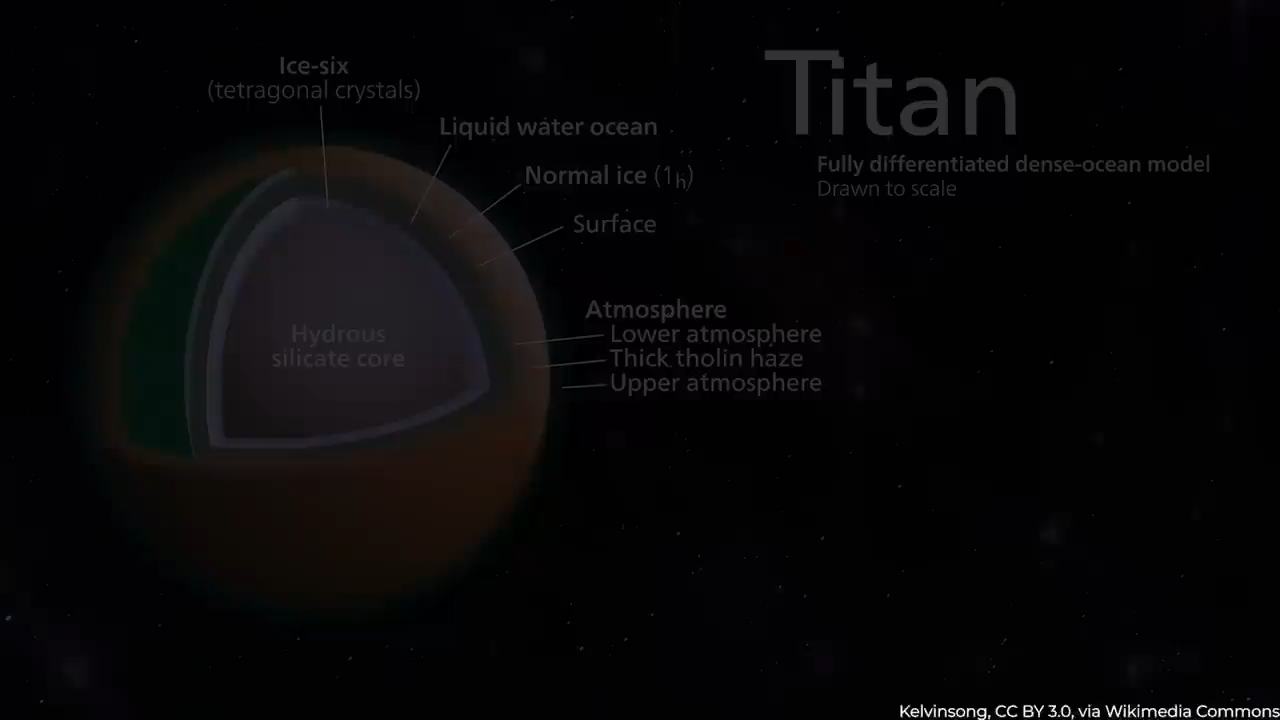 Titan
Fully differentiated dense-ocean model
Drawn to scale
Ice-six
(tetragonal crystals)
Liquid water ocean
Normal ice (1h)
Surface
Atmosphere
Lower atmosphere
Thick tholin haze
Upper atmosphere
Hydrous
silicate core
Kelvinsong, CC BY 3.0, via Wikimedia Commons